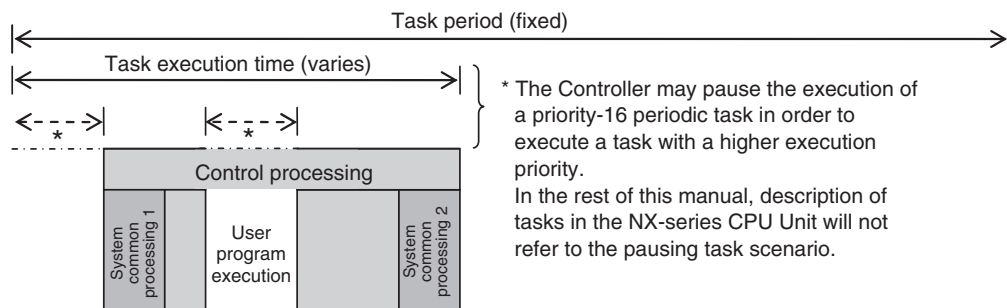 Task period (fixed)
Task execution time (varies)
*
*
* The Controller may pause the execution of
a priority-16 periodic task in order to
execute a task with a higher execution
priority.
In the rest of this manual, description of
tasks in the NX-series CPU Unit will not
refer to the pausing task scenario.
Control processing
System
common
processing 1
User
program
execution
System
common
processing 2